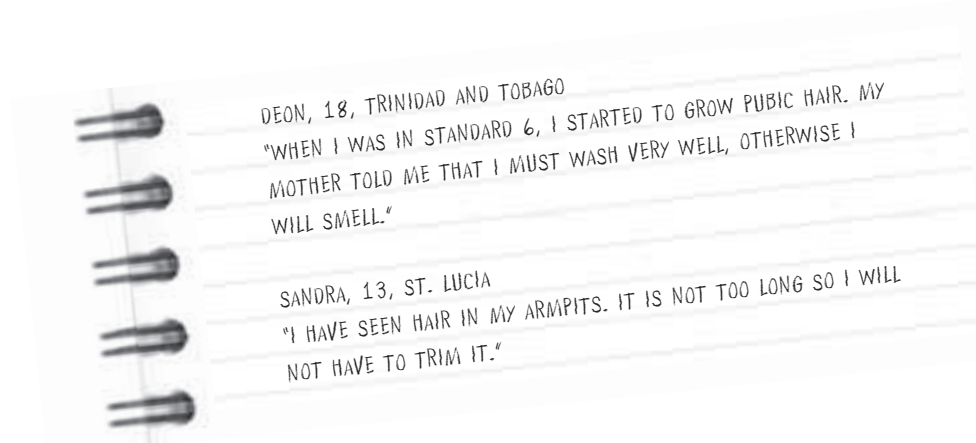 DEON, 18, TRINIDAD AND TOBAGO
"WHEN I WAS IN STANDARD 6, I STARTED TO GROW PUBIC HAIR. MY
MOTHER TOLD ME THAT I MUST WASH VERY WELL, OTHERWISE I
WILL SMELL."
SANDRA, 13, ST. LUCIA
"I HAVE SEEN HAIR IN MY ARMPITS. IT IS NOT TOO LONG SO I WILL
NOT HAVE TO TRIM IT."